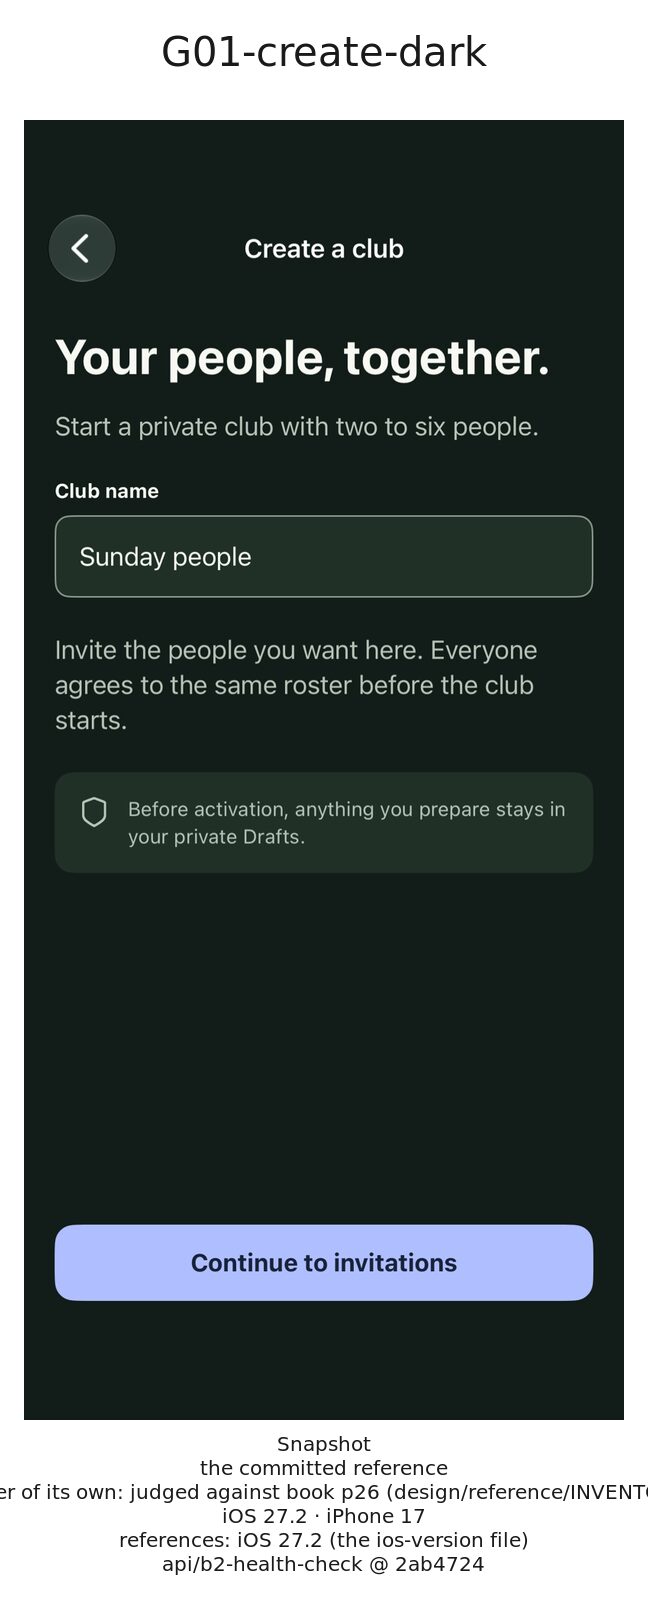 G01-create-dark
Create a club
Your people, together.
Start a private club with two to six people.
Club name
Sunday people
Invite the people you want here. Everyone
agrees to the same roster before the club
starts.
Before activation, anything you prepare stays in
your private Drafts.
Continue to invitations
Snapshot
the committed reference
of its own: judged against book p26 (design/reference/
iOS 27.2 · iPhone 17
references: iOS 27.2 (the ios-version file)
api/b2-health-check @ 2ab4724